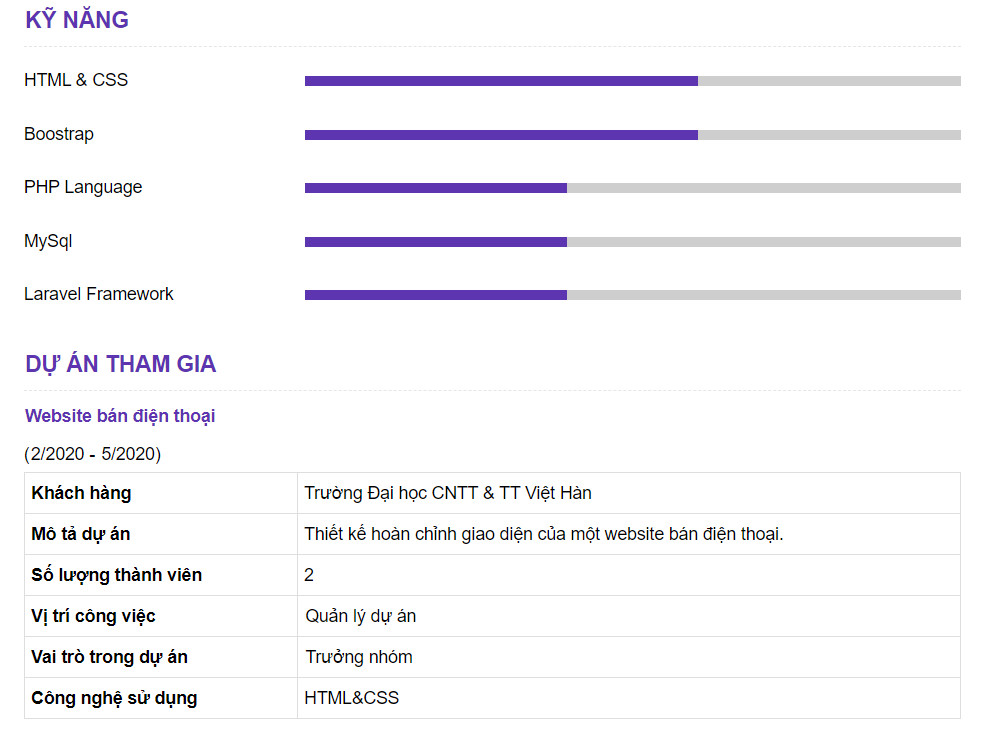 KỸ NĂNG
HTML & CSS
Boostrap
PHP Language
MySql
Laravel Framework
DỰ ÁN THAM GIA
Website bán điện thoại
(2/2020 - 5/2020)
Khách hàng Trường Đại học CNTT & TT Việt Hàn
Mô tả dự án Thiết kế hoàn chỉnh giao diện của một website bán điện thoại.
Số lượng thành viên 2
Vị trí công việc Quản lý dự án
Vai trò trong dự án Trưởng nhóm
Công nghệ sử dụng HTML&CSS